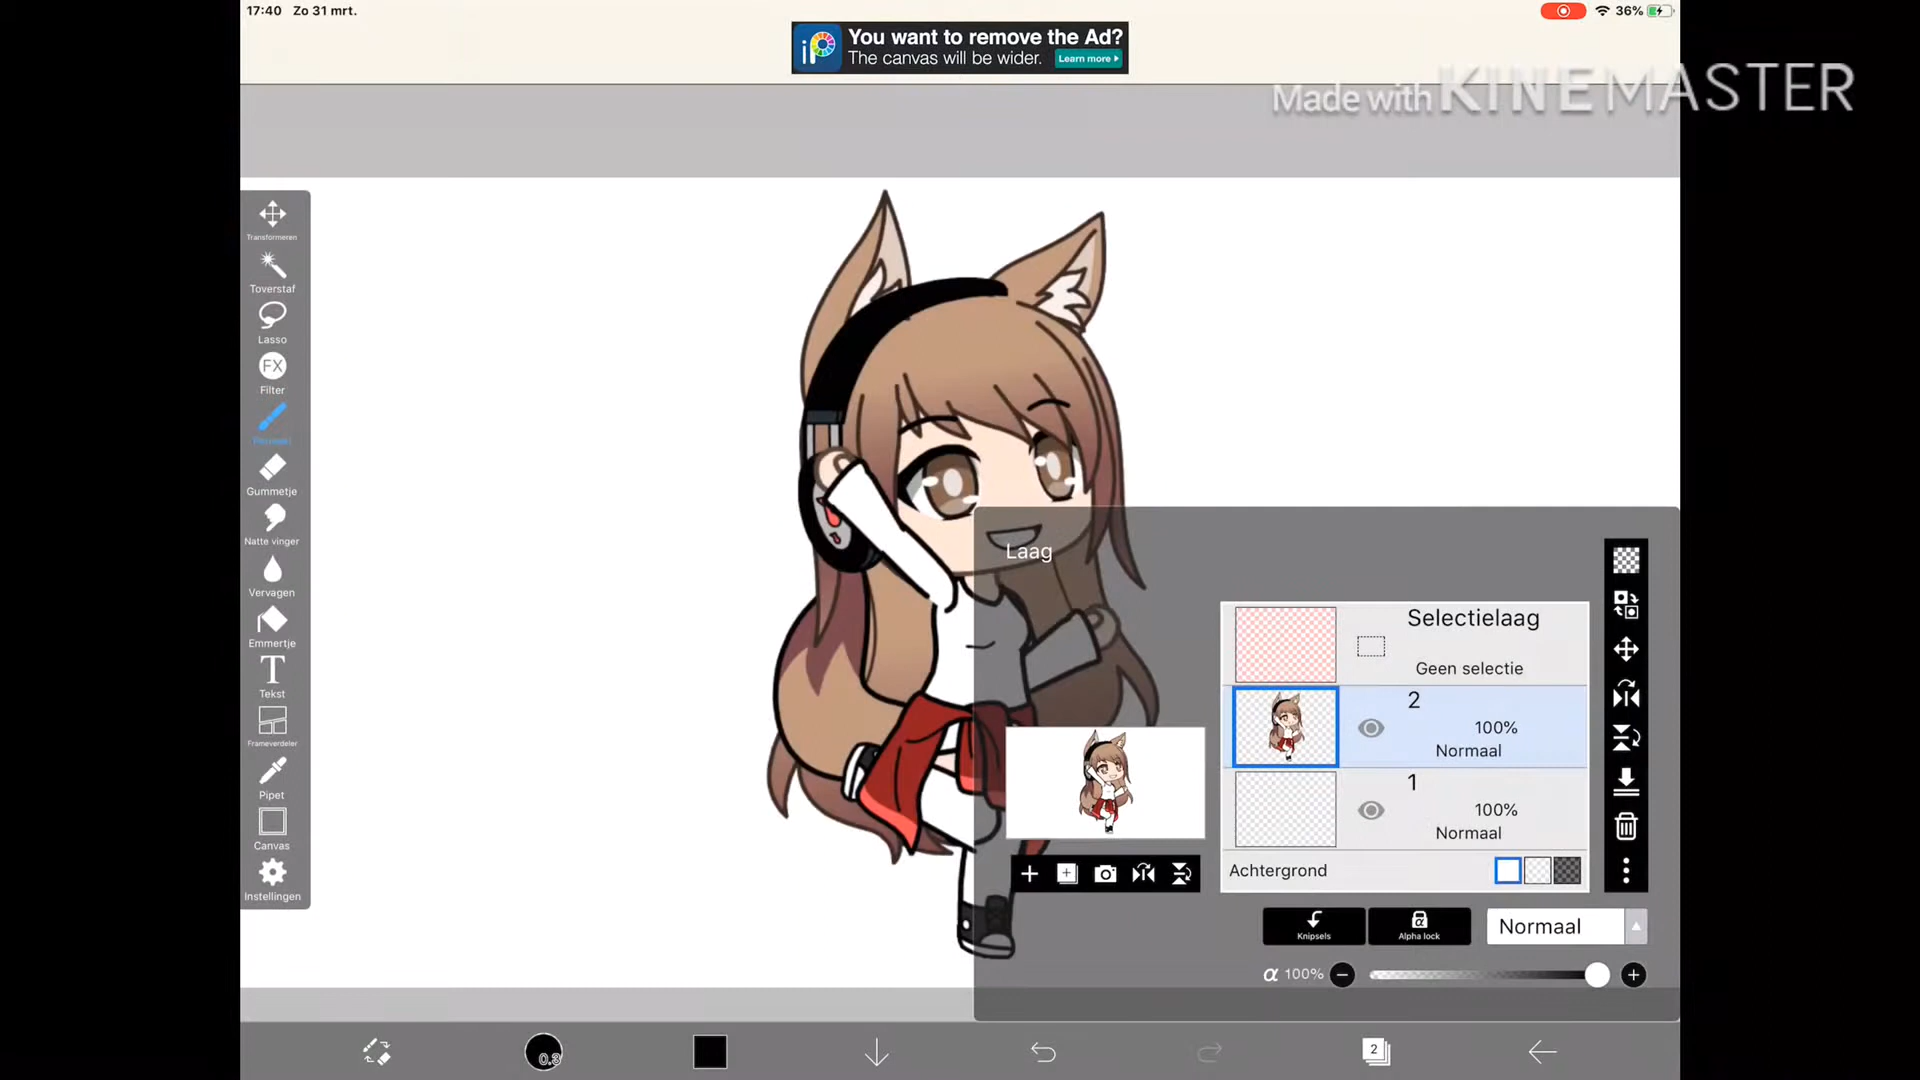 17:40 Zo 31 mrt.
36%
iP
You want to remove the Ad?
The canvas will be wider.
Learn more
Made with KINEMASTER
Transformeren
Toverstaf
Lasso
FX
Filter
Gummetje
Natte vinger
Vervagen
Emmertje
T
Tekst
Frameverdeler
Pipet
Canvas
Instellingen
Laag
Selectielaag
Geen selectie
2
100%
Normaal
1
100%
Normaal
Achtergrond
Knipsels
Alpha lock
Normaal
α 100%
0.3
2